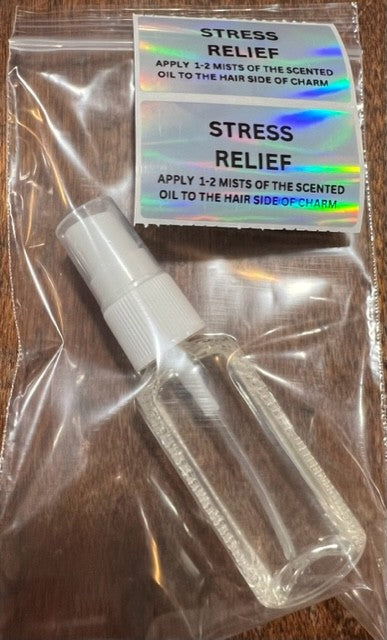 STRESS
RELIEF
APPLY 1-2 MISTS OF THE SCENTED
OIL TO THE HAIR SIDE OF CHARM
STRESS
RELIEF
APPLY 1-2 MISTS OF THE SCENTED
OIL TO THE HAIR SIDE OF CHARM